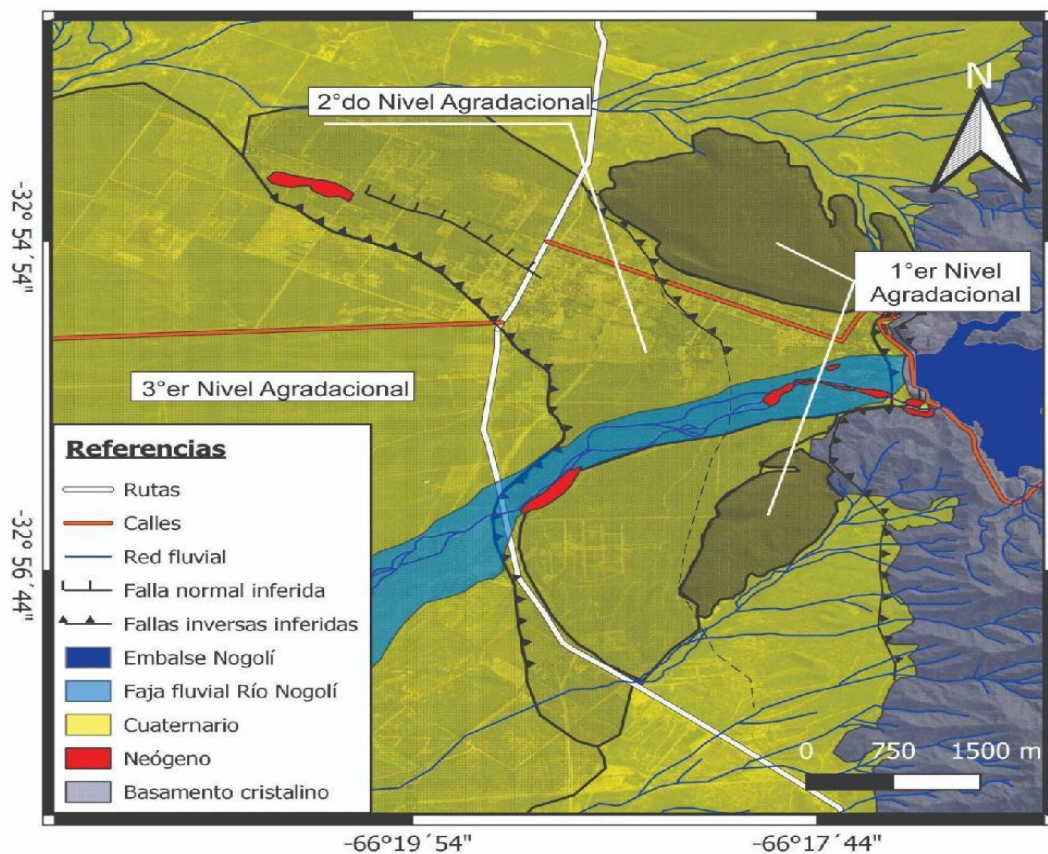 2°do Nivel Agradacional
N
1°er Nivel
Agradacional
3°er Nivel Agradacional
-32° 54´54"
-32° 56´44"
Referencias
Rutas
Calles
Red fluvial
Falla normal inferida
Fallas inversas inferidas
Embalse Nogolí
Faja fluvial Río Nogolí
Cuaternario
Neógeno
Basamento cristalino
0 750 1500 m
-66°19´54" -66°17´44"